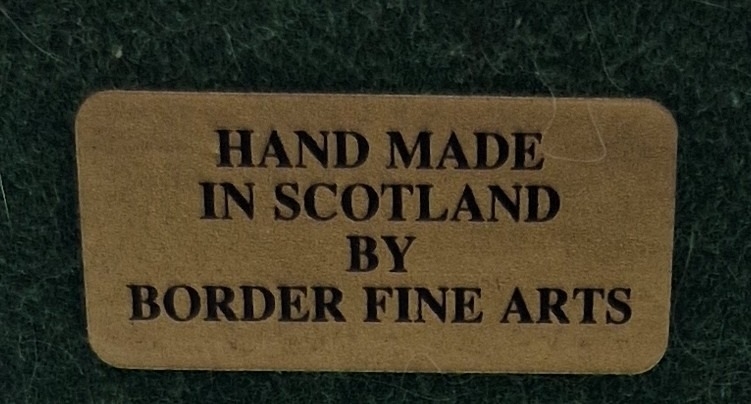 HAND MADE
IN SCOTLAND
BY
BORDER FINE ARTS